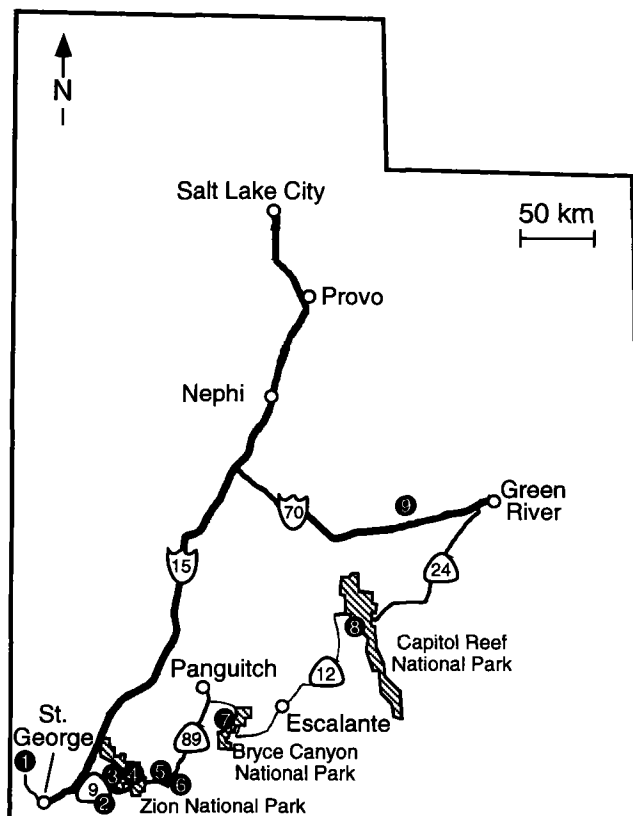 N
Salt Lake City
50 km
Provo
Nephi
Green
River
9
70
15
24
8
Capitol Reef
National Park
12
Panguitch
Escalante
St.
George
7
89
Bryce Canyon
National Park
1
3
4
5
6
9
2
Zion National Park